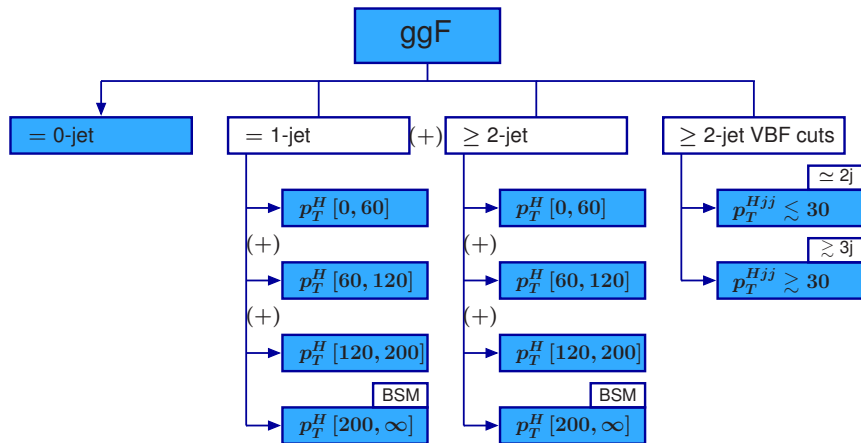 ggF
= 0-jet
= 1-jet
(+)
≥ 2-jet
≥ 2-jet VBF cuts
≃ 2j
p_T^H [0, 60]
p_T^H [0, 60]
p_T^{Hjj} ≲ 30
(+)
(+)
≳ 3j
p_T^H [60, 120]
p_T^H [60, 120]
p_T^{Hjj} ≳ 30
(+)
(+)
p_T^H [120, 200]
p_T^H [120, 200]
BSM
BSM
p_T^H [200, ∞]
p_T^H [200, ∞]